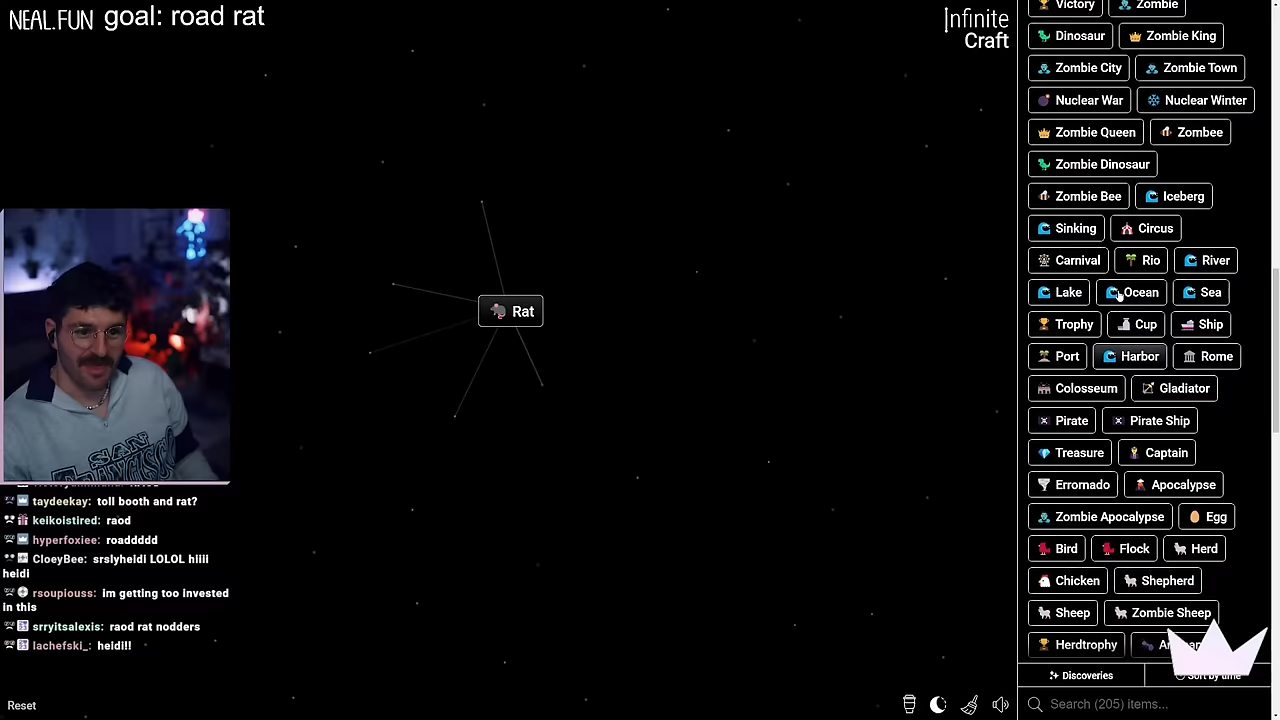 NEAL.FUN goal: road rat
Infinite
Craft
Rat
Victory Zombie
Dinosaur Zombie King
Zombie City Zombie Town
Nuclear War Nuclear Winter
Zombie Queen Zombee
Zombie Dinosaur
Zombie Bee Iceberg
Sinking Circus
Carnival Rio River
Lake Ocean Sea
Trophy Cup Ship
Port Harbor Rome
Colosseum Gladiator
Pirate Pirate Ship
Treasure Captain
Erromado Apocalypse
Zombie Apocalypse Egg
Bird Flock Herd
Chicken Shepherd
Sheep Zombie Sheep
Herdtrophy
Discoveries Sort by time
Search (205) items...
SAN
taydeekay: toll booth and rat?
keikoistired: raod
hyperfoxiee: roaddddd
CloeyBee: srslyheidi LOLOL hiiii
heidi
rsoupiouss: im getting too invested
in this
srryitsalexis: raod rat nodders
lachefski_: heidi!!
Reset